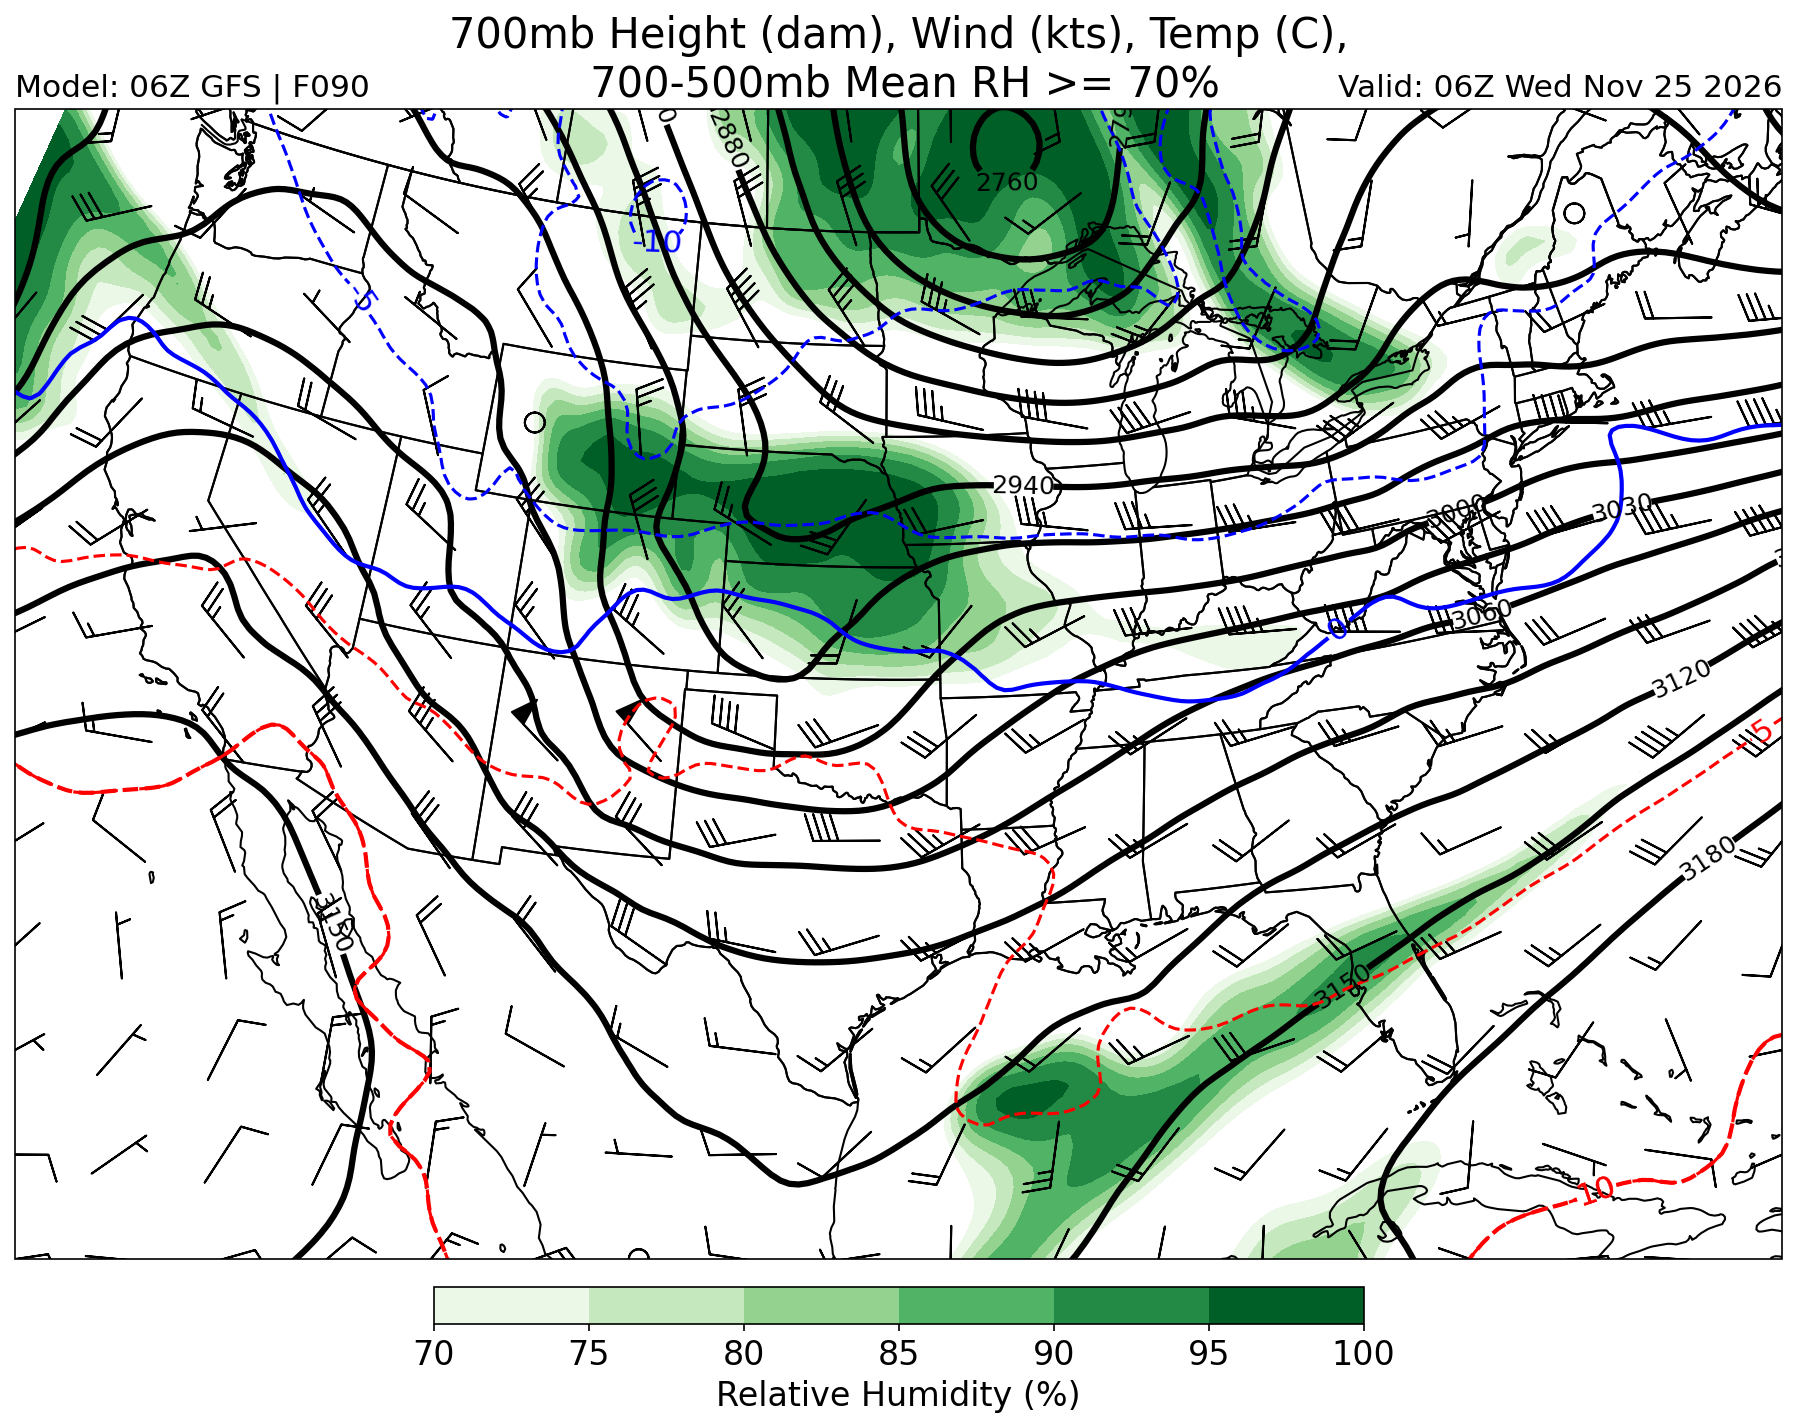 700mb Height (dam), Wind (kts), Temp (C),
Model: 06Z GFS | F090
700-500mb Mean RH >= 70%
Valid: 06Z Wed Nov 25 2026
2880
2760
-10
-5
2940
3000
3030
0
3060
3120
5
3180
3150
3150
10
70 75 80 85 90 95 100
Relative Humidity (%)